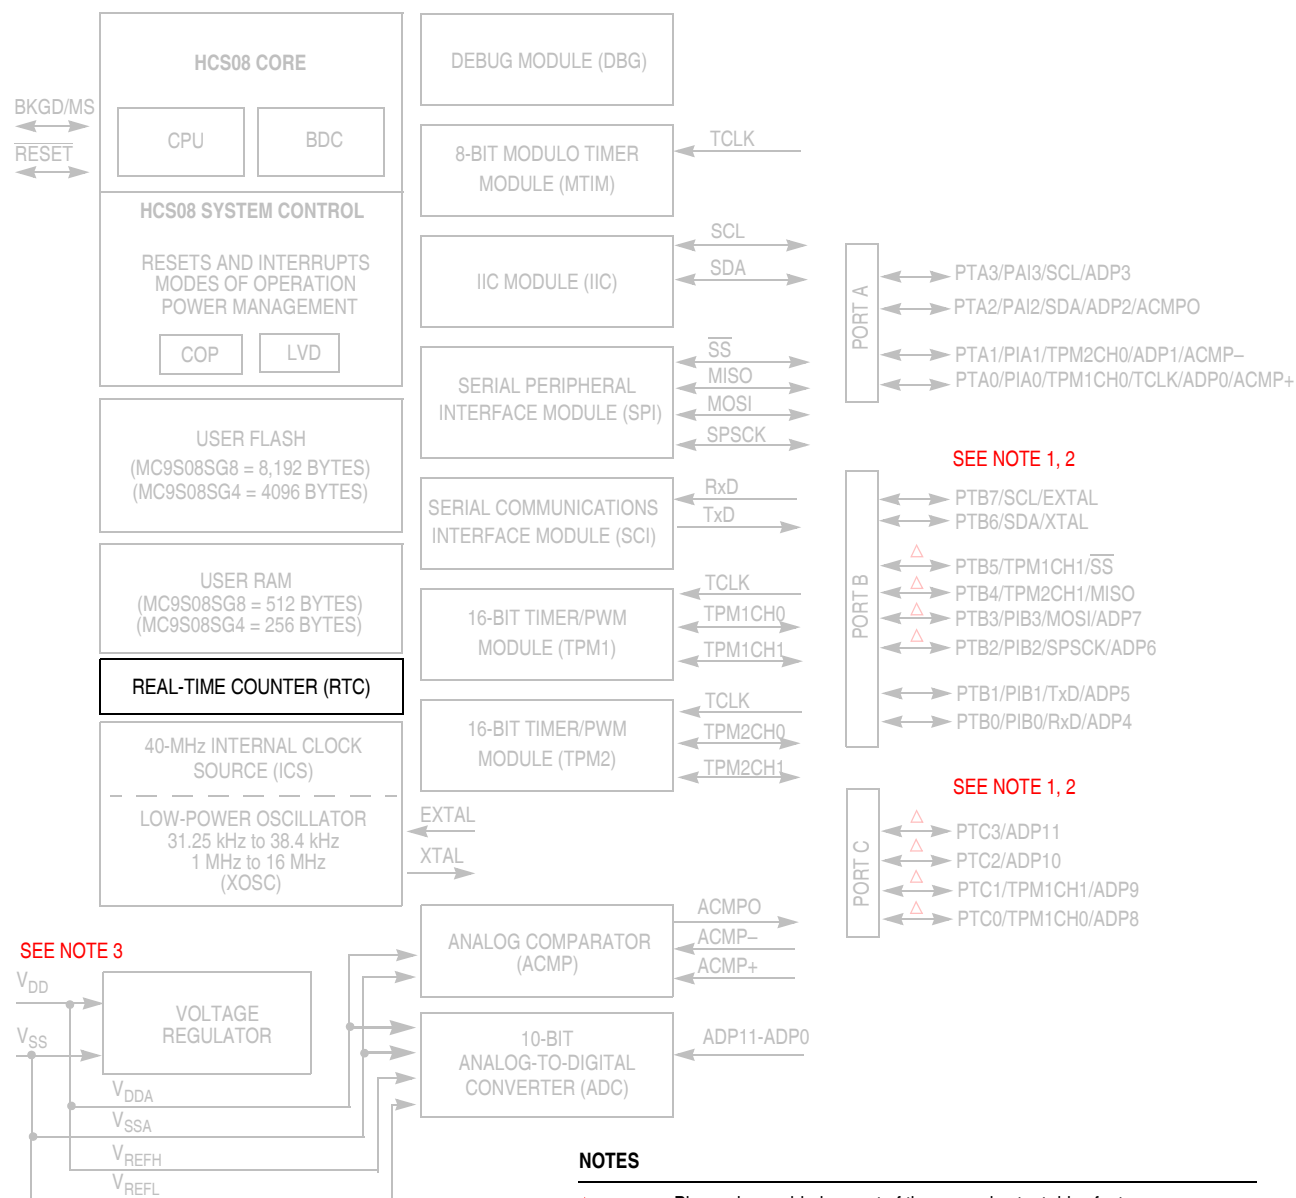 HCS08 CORE
CPU
BDC
BKGD/MS
RESET
HCS08 SYSTEM CONTROL
RESETS AND INTERRUPTS
MODES OF OPERATION
POWER MANAGEMENT
COP
LVD
USER FLASH
(MC9S08SG8 = 8,192 BYTES)
(MC9S08SG4 = 4096 BYTES)
USER RAM
(MC9S08SG8 = 512 BYTES)
(MC9S08SG4 = 256 BYTES)
REAL-TIME COUNTER (RTC)
40-MHz INTERNAL CLOCK
SOURCE (ICS)
LOW-POWER OSCILLATOR
31.25 kHz to 38.4 kHz
1 MHz to 16 MHz
(XOSC)
EXTAL
XTAL
SEE NOTE 3
VDD
VSS
VOLTAGE
REGULATOR
VDDA
VSSA
VREFH
VREFL
DEBUG MODULE (DBG)
8-BIT MODULO TIMER
MODULE (MTIM)
TCLK
IIC MODULE (IIC)
SCL
SDA
SERIAL PERIPHERAL
INTERFACE MODULE (SPI)
SS
MISO
MOSI
SPSCK
SERIAL COMMUNICATIONS
INTERFACE MODULE (SCI)
RxD
TxD
16-BIT TIMER/PWM
MODULE (TPM1)
TCLK
TPM1CH0
TPM1CH1
16-BIT TIMER/PWM
MODULE (TPM2)
TCLK
TPM2CH0
TPM2CH1
ANALOG COMPARATOR
(ACMP)
ACMPO
ACMP–
ACMP+
10-BIT
ANALOG-TO-DIGITAL
CONVERTER (ADC)
ADP11-ADP0
PORT A
PTA3/PAI3/SCL/ADP3
PTA2/PAI2/SDA/ADP2/ACMPO
PTA1/PIA1/TPM2CH0/ADP1/ACMP–
PTA0/PIA0/TPM1CH0/TCLK/ADP0/ACMP+
SEE NOTE 1, 2
PORT B
PTB7/SCL/EXTAL
PTB6/SDA/XTAL
PTB5/TPM1CH1/SS
PTB4/TPM2CH1/MISO
PTB3/PIB3/MOSI/ADP7
PTB2/PIB2/SPSCK/ADP6
PTB1/PIB1/TxD/ADP5
PTB0/PIB0/RxD/ADP4
SEE NOTE 1, 2
PORT C
PTC3/ADP11
PTC2/ADP10
PTC1/TPM1CH1/ADP9
PTC0/TPM1CH0/ADP8
NOTES